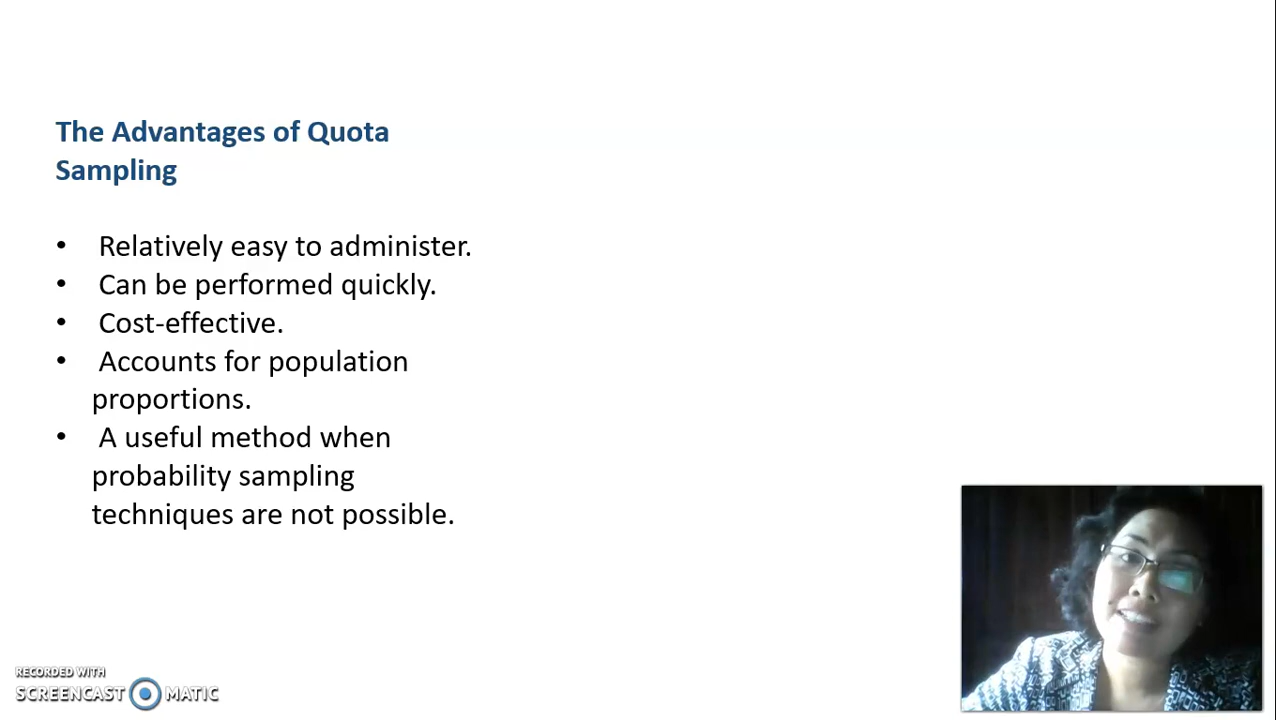 The Advantages of Quota
Sampling
• Relatively easy to administer.
• Can be performed quickly.
• Cost-effective.
• Accounts for population
proportions.
• A useful method when
probability sampling
techniques are not possible.
RECORDED WITH
SCREENCAST MATIC